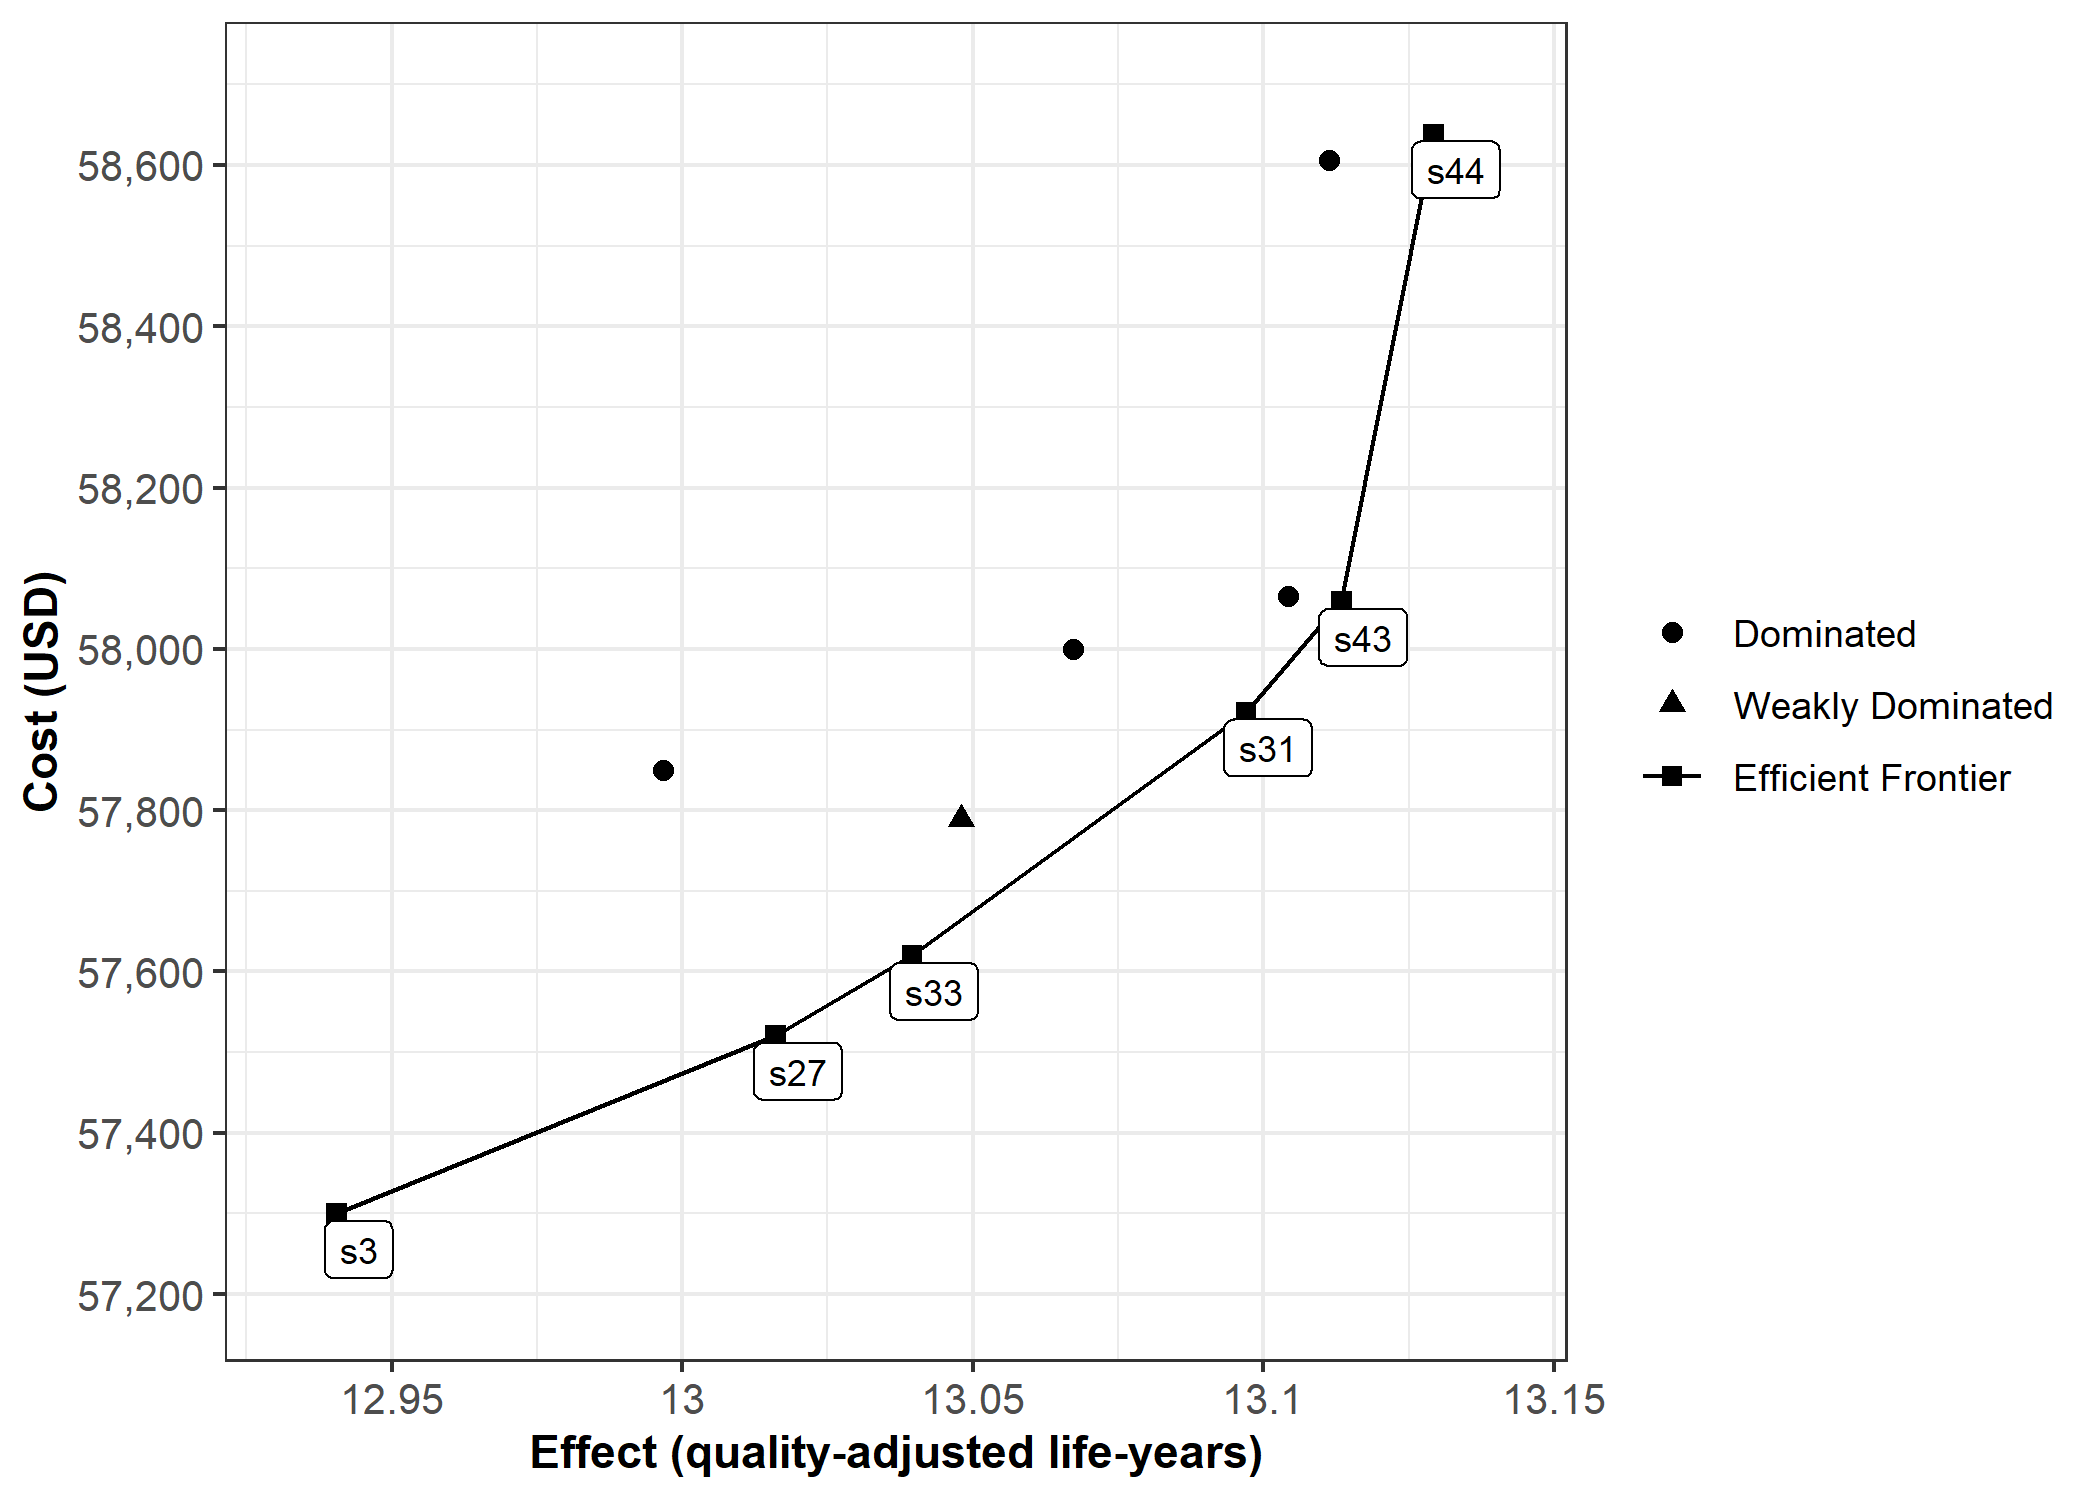 58,600
58,400
58,200
58,000
57,800
57,600
57,400
57,200
Cost (USD)
s44
s43
s31
s33
s27
s3
12.95 13 13.05 13.1 13.15
Effect (quality-adjusted life-years)
Dominated
Weakly Dominated
Efficient Frontier